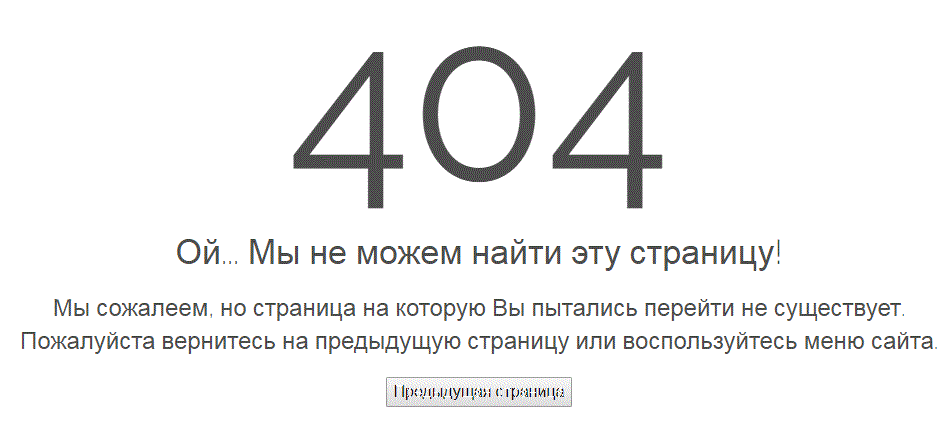 404
Ой... Мы не можем найти эту страницу!
Мы сожалеем, но страница на которую Вы пытались перейти не существует.
Пожалуйста вернитесь на предыдущую страницу или воспользуйтесь меню сайта.
Предыдущая страница